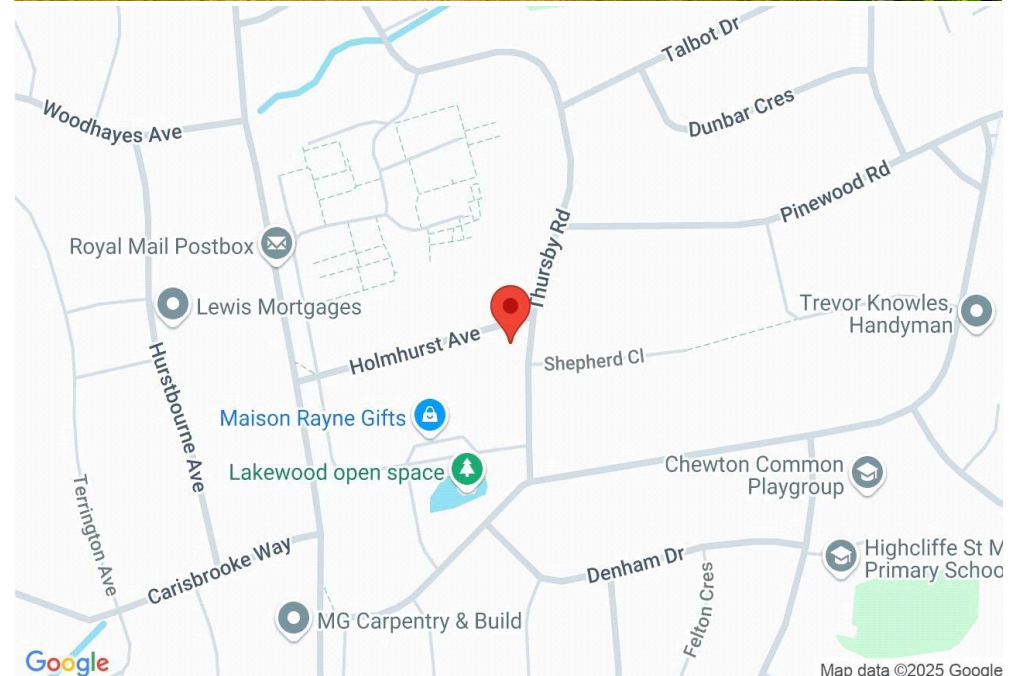 Talbot Dr
Dunbar Cres
Woodhayes Ave
Pinewood Rd
Royal Mail Postbox
Thursby Rd
Lewis Mortgages
Trevor Knowles,
Handyman
Holmhurst Ave
Shepherd Cl
Hurstbourne Ave
Maison Rayne Gifts
Lakewood open space
Chewton Common
Playgroup
Terrington Ave
Carisbrooke Way
Denham Dr
Highcliffe St M
Primary Schoo
Felton Cres
MG Carpentry & Build
Google
Map data ©2025 Google